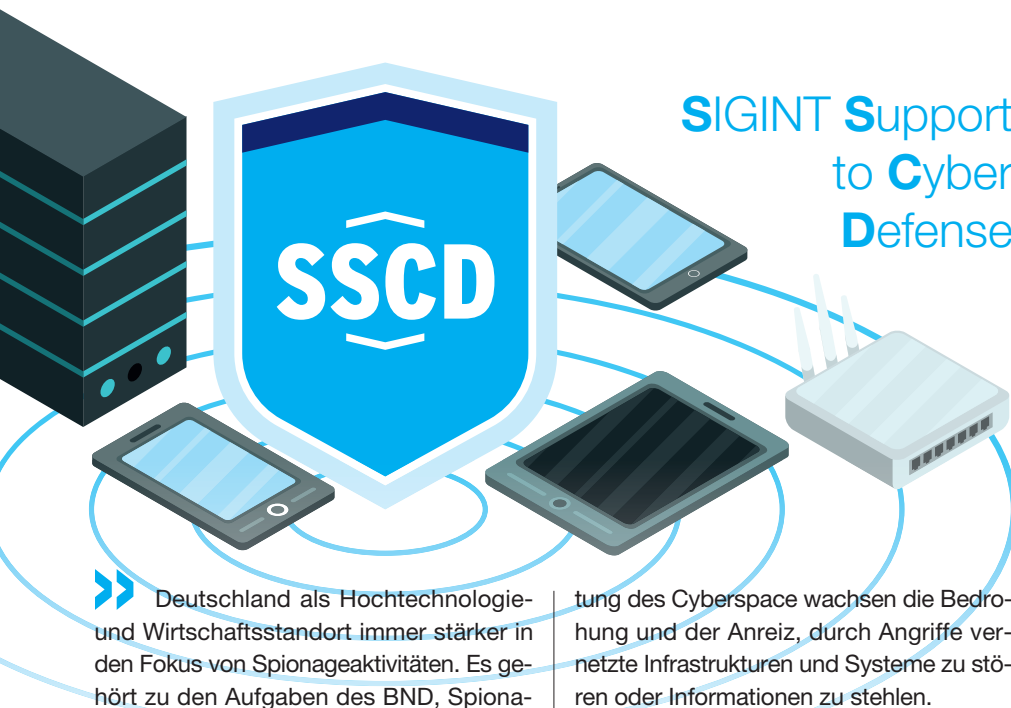 SIGINT Support
to Cyber
Defense
SSCD
Deutschland als Hochtechnologie-
und Wirtschaftsstandort immer stärker in
den Fokus von Spionageaktivitäten. Es ge-
hört zu den Aufgaben des BND, Spiona-
tung des Cyberspace wachsen die Bedro-
hung und der Anreiz, durch Angriffe ver-
netzte Infrastrukturen und Systeme zu stö-
ren oder Informationen zu stehlen.